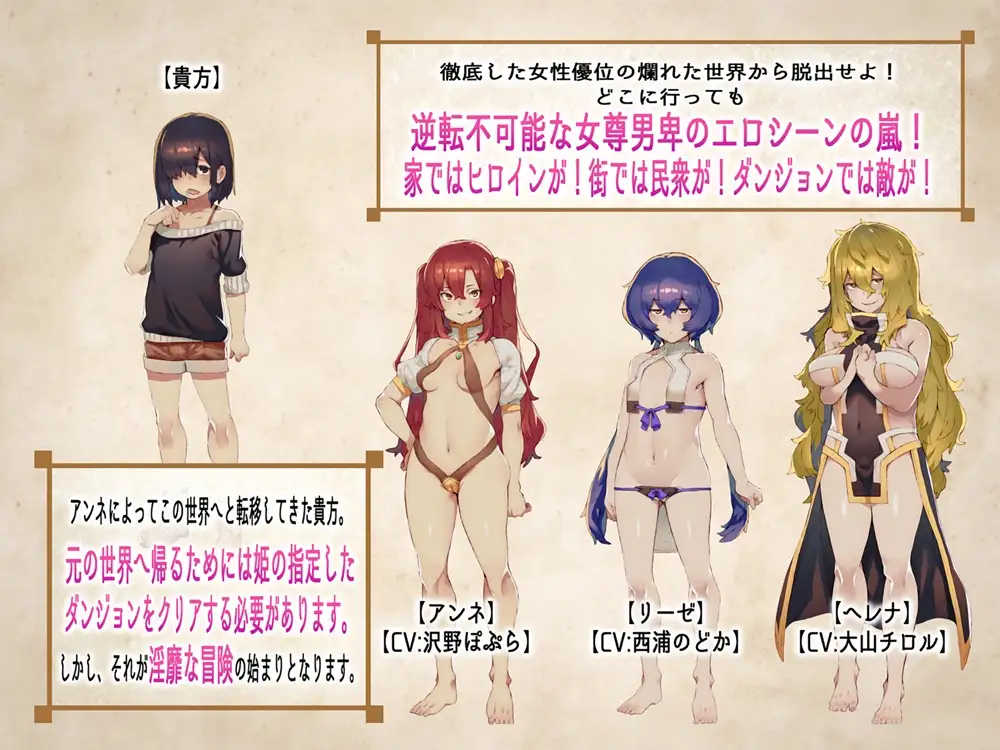 【貴方】
徹底した女性優位の爛れた世界から脱出せよ！
どこに行っても
逆転不可能な女尊男卑のエロシーンの嵐！
家ではヒロインが！街では民衆が！ダンジョンでは敵が！
アンネによってこの世界へと転移してきた貴方。
元の世界へ帰るためには姫の指定した
ダンジョンをクリアする必要があります。
しかし、それが淫靡な冒険の始まりとなります。
【アンネ】
【CV:沢野ぽぷら】
【リーゼ】
【CV:西浦のどか】
【ヘレナ】
【CV:大山チロル】